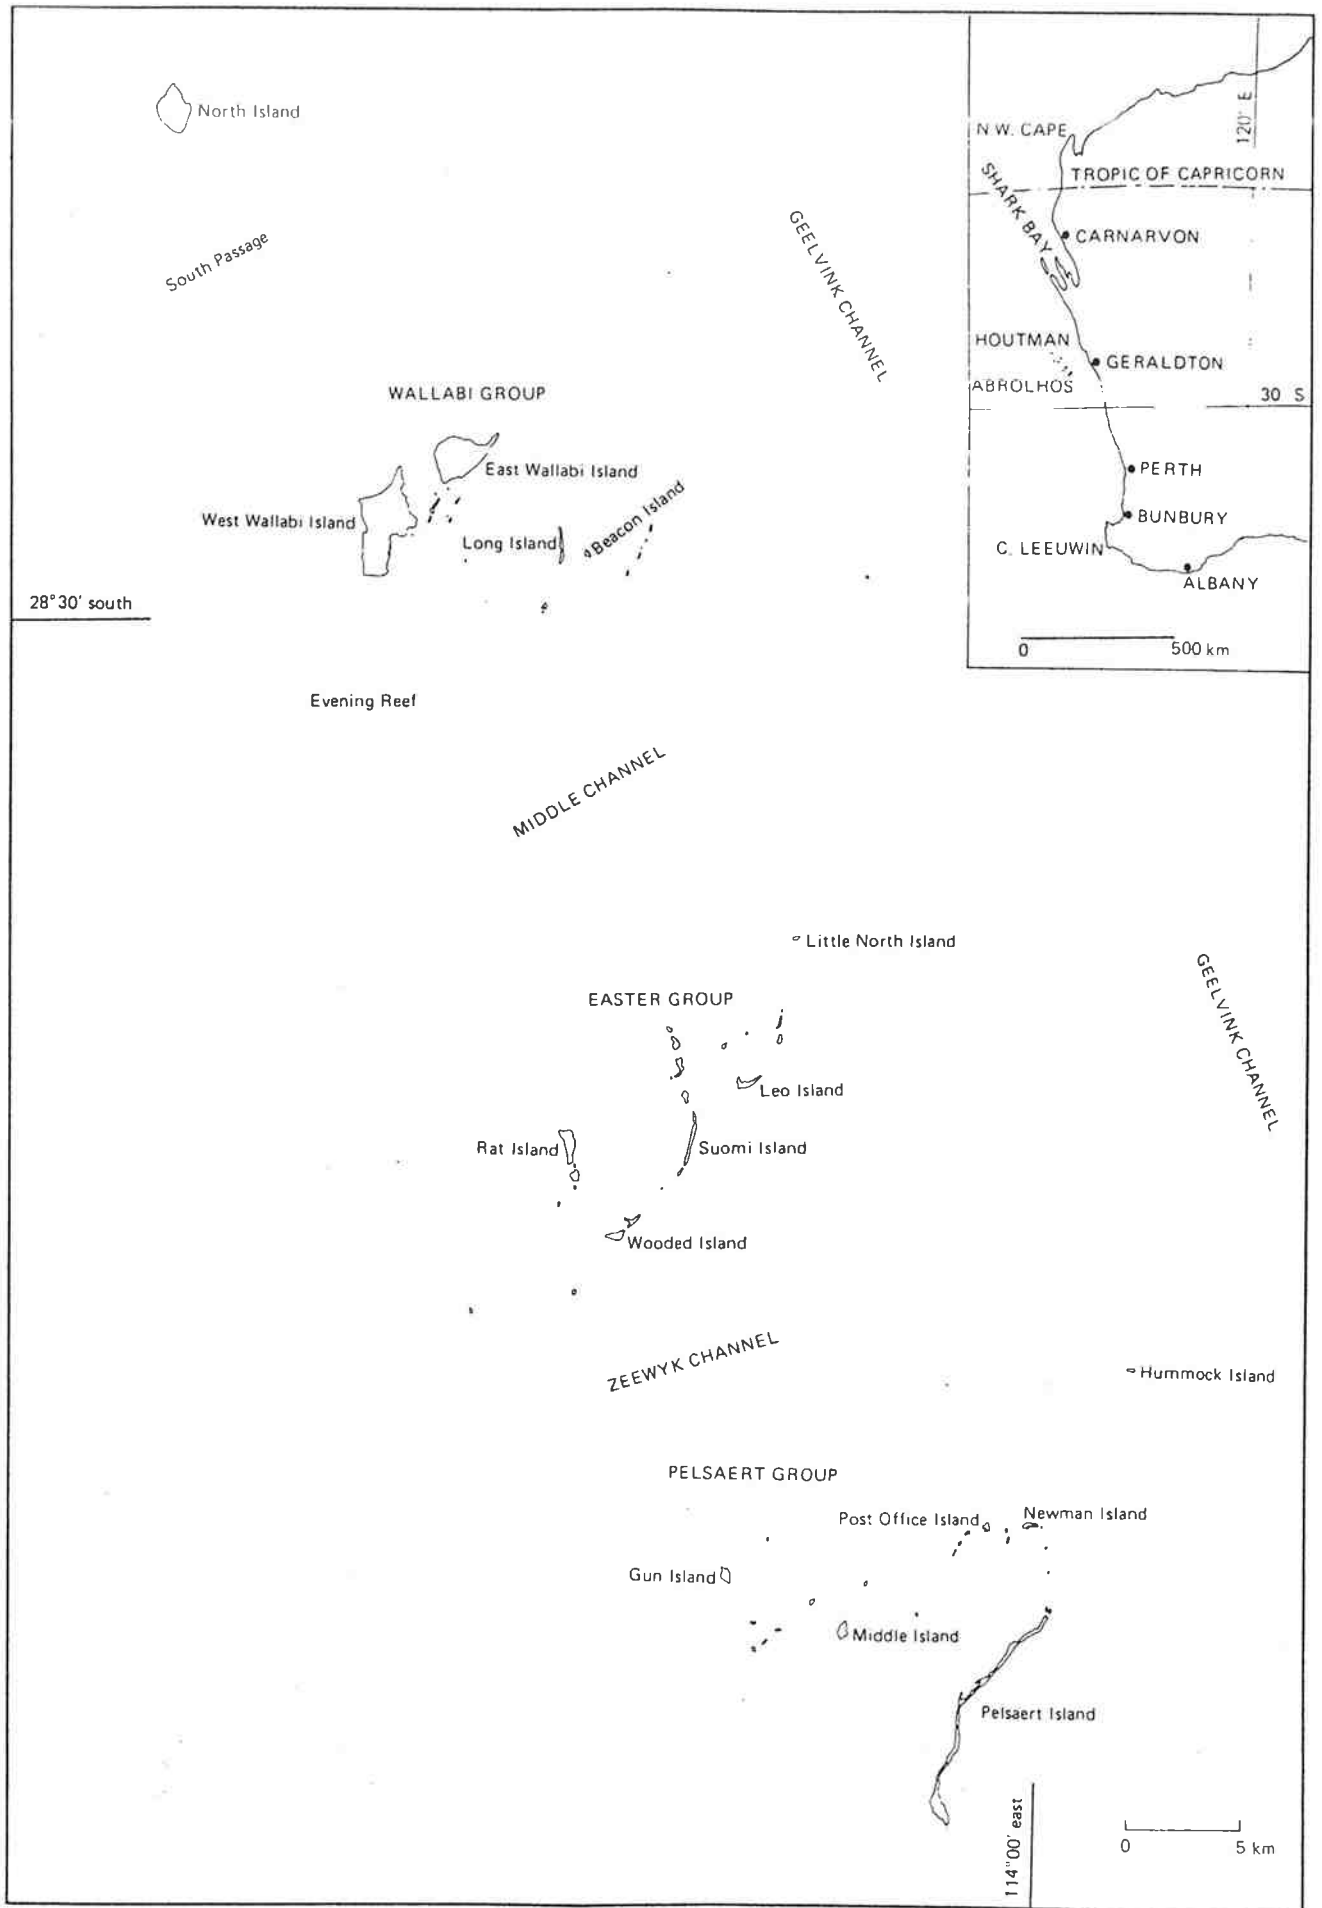 North Island
South Passage
GEELVINK CHANNEL
WALLABI GROUP
East Wallabi Island
West Wallabi Island
Long Island
Beacon Island
28°30' south
Evening Reef
MIDDLE CHANNEL
Little North Island
EASTER GROUP
GEELVINK CHANNEL
Leo Island
Rat Island
Suomi Island
Wooded Island
ZEEWYK CHANNEL
Hummock Island
PELSAERT GROUP
Post Office Island
Newman Island
Gun Island
Middle Island
Pelsaert Island
114°00' east
0 5 km
120° E
N.W. CAPE
TROPIC OF CAPRICORN
SHARK BAY
CARNARVON
HOUTMAN
GERALDTON
ABROLHOS
30 S
PERTH
BUNBURY
C. LEEUWIN
ALBANY
0 500 km